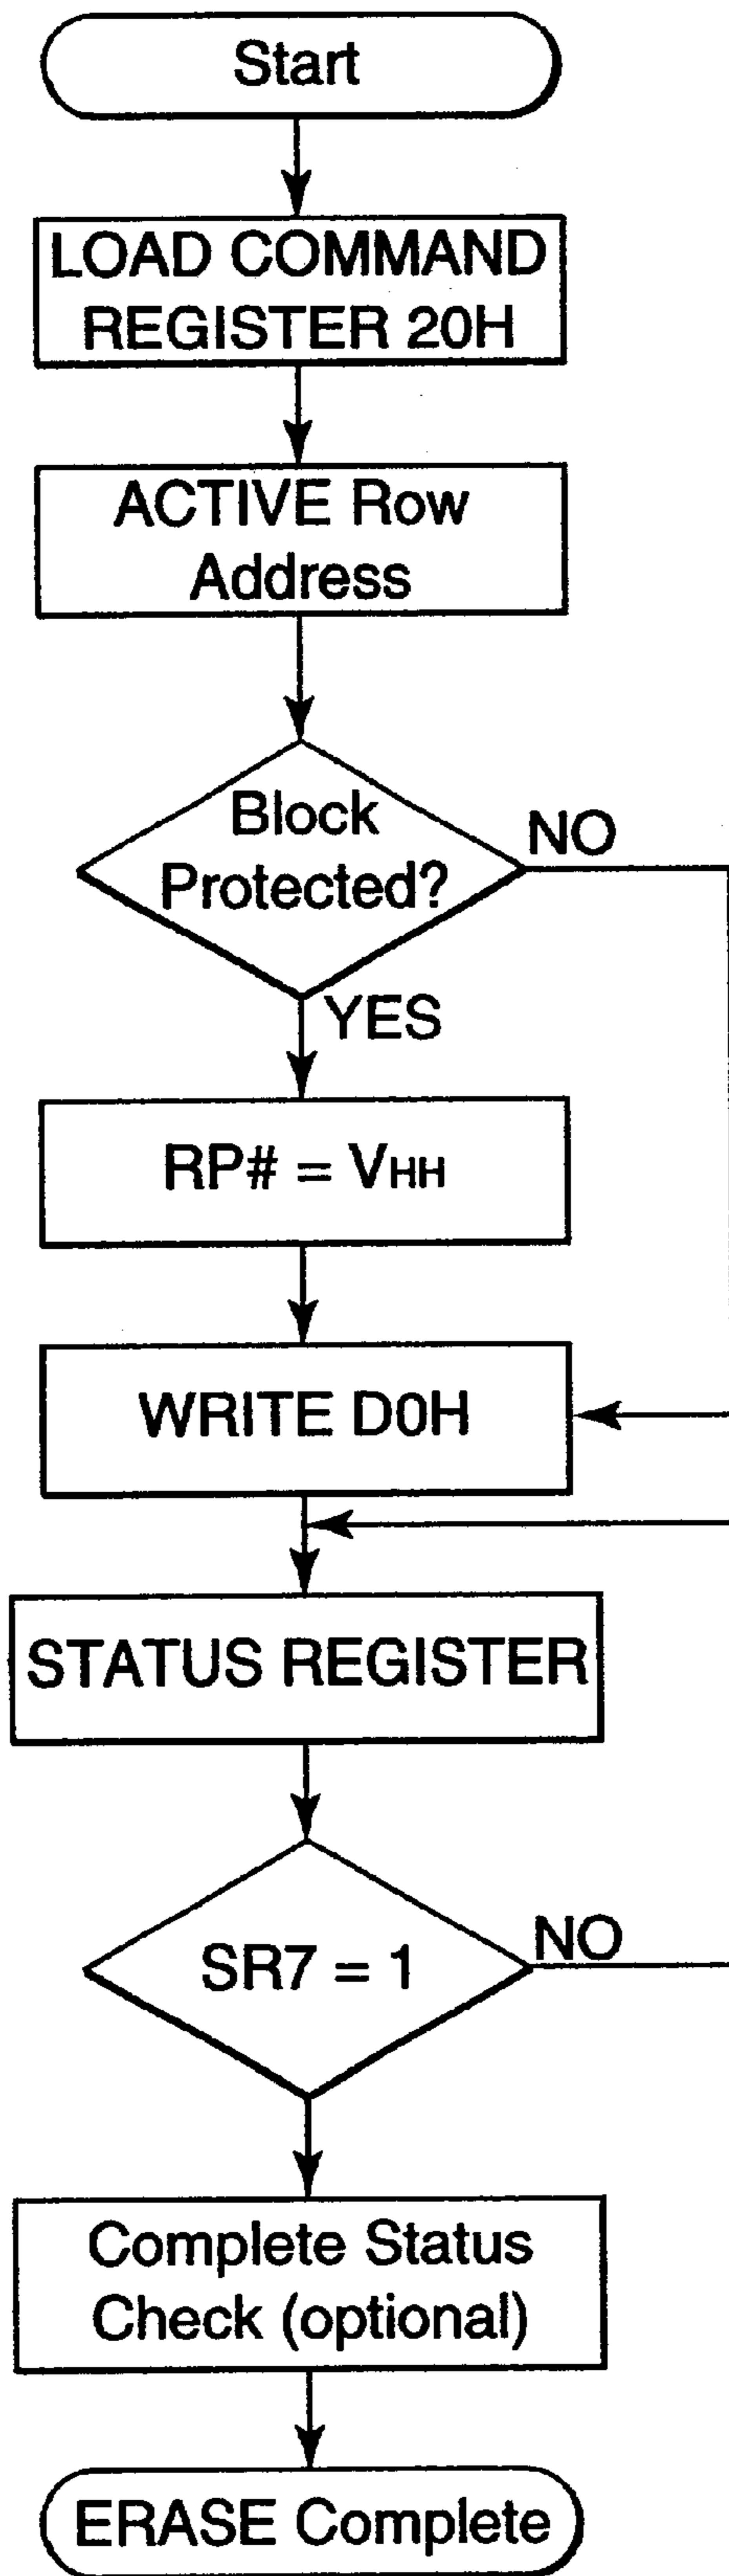 Start
LOAD COMMAND
REGISTER 20H
ACTIVE Row
Address
Block
Protected?
NO
YES
RP# = VHH
WRITE D0H
STATUS REGISTER
SR7 = 1
NO
Complete Status
Check (optional)
ERASE Complete